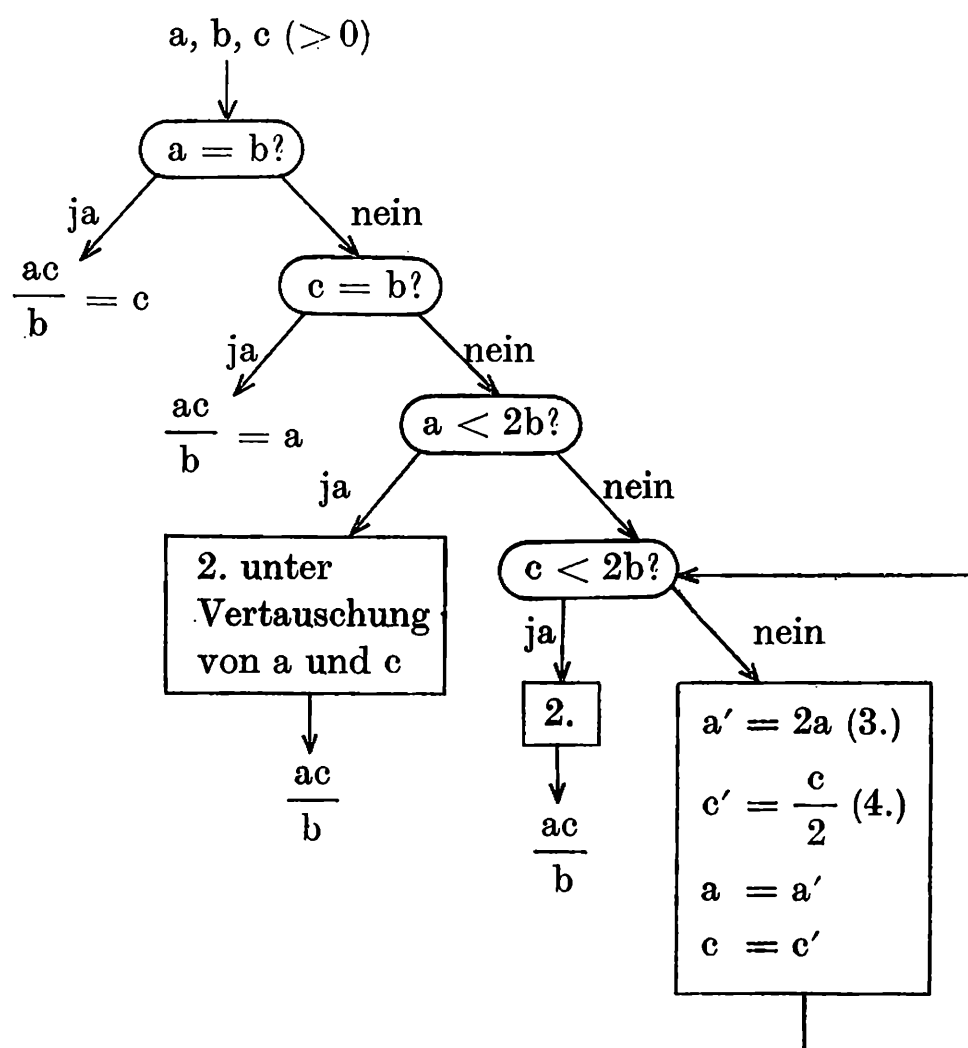 a, b, c (> 0)
a = b?
ja
nein
ac/b = c
c = b?
ja
nein
ac/b = a
a < 2b?
ja
nein
2. unter
Vertauschung
von a und c
ac/b
c < 2b?
ja
nein
2.
ac/b
a′ = 2a (3.)
c′ = c/2 (4.)
a = a′
c = c′